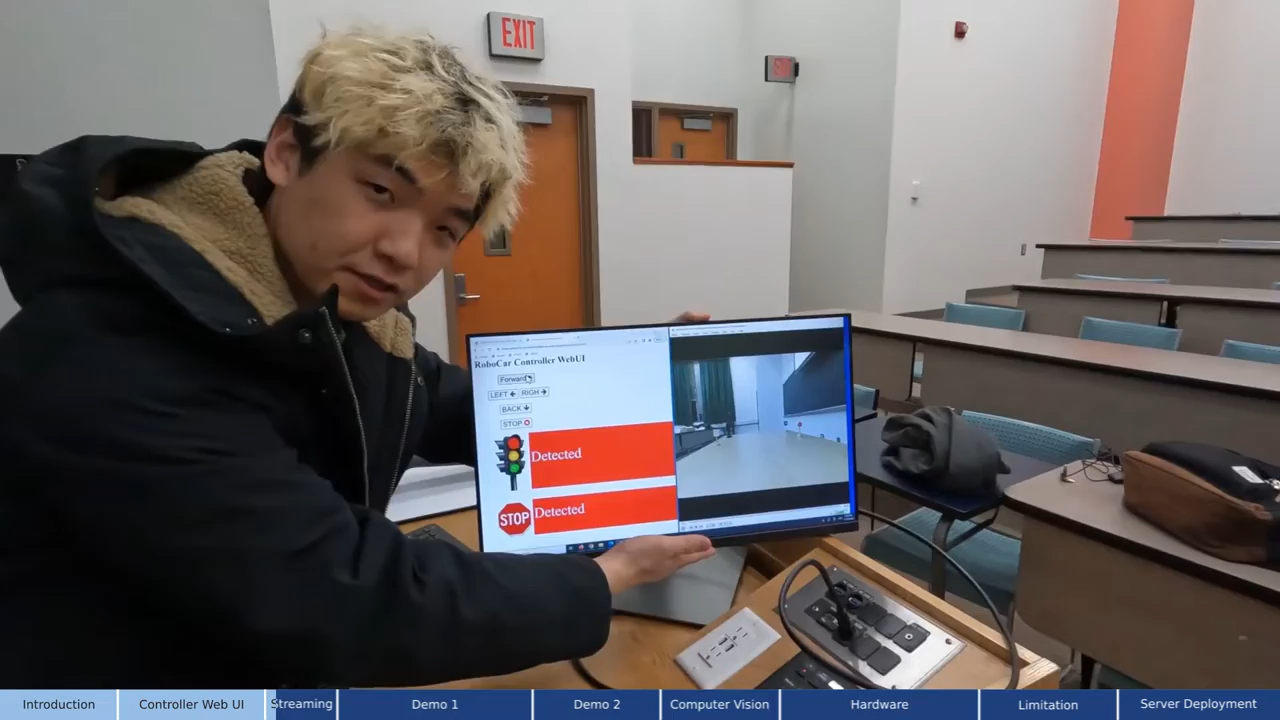 EXIT
RoboCar Controller WebUI
Forward
LEFT
RIGH
BACK
STOP
Detected
STOP
Detected
Introduction
Controller Web UI
Streaming
Demo 1
Demo 2
Computer Vision
Hardware
Limitation
Server Deployment